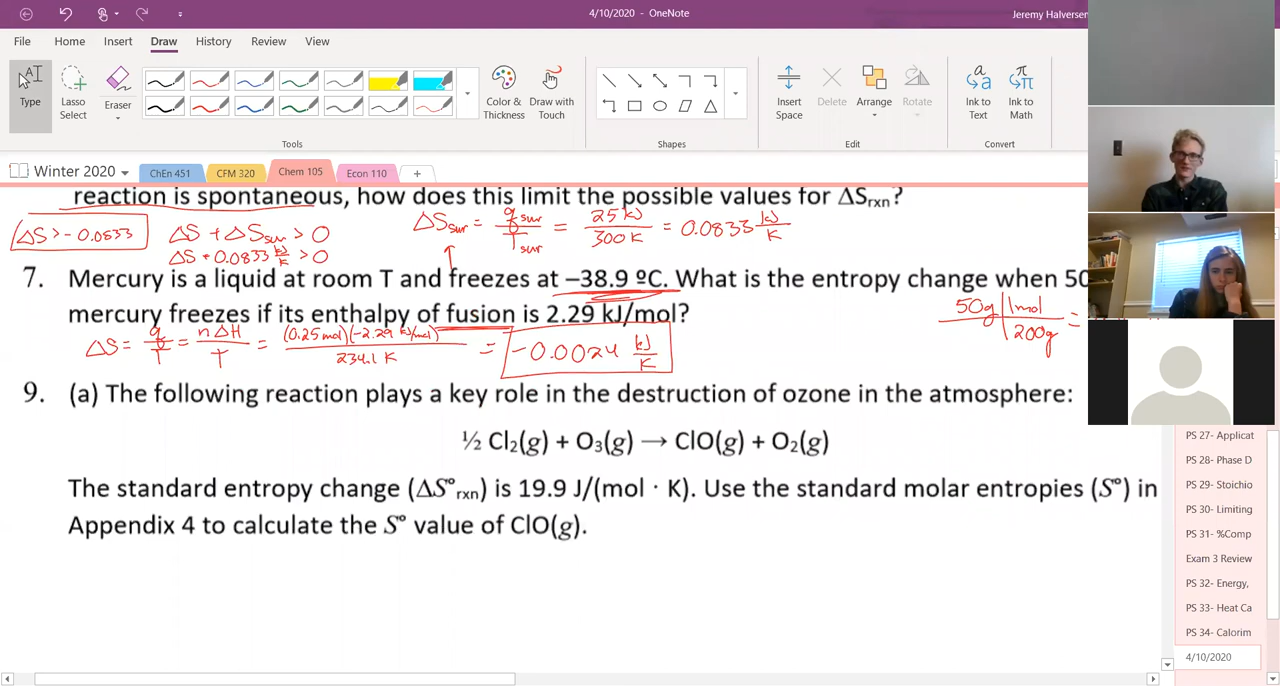 4/10/2020 - OneNote
Jeremy Halversen
File Home Insert Draw History Review View
Type
Lasso Select
Eraser
Color & Thickness
Draw with Touch
Insert Space
Delete
Arrange
Rotate
Ink to Text
Ink to Math
Tools
Shapes
Edit
Convert
Winter 2020
ChEn 451
CFM 320
Chem 105
Econ 110
+
reaction is spontaneous, how does this limit the possible values for ΔSrxn?
ΔS > -0.0833
ΔS + ΔSsur > 0
ΔS + 0.0833 kJ/K > 0
ΔSsur = qsur/Tsur = 25 kJ/300 K = 0.0833 kJ/K
7. Mercury is a liquid at room T and freezes at –38.9 ºC. What is the entropy change when 50
mercury freezes if its enthalpy of fusion is 2.29 kJ/mol?
50g | 1mol / 200g =
ΔS = q/T = nΔH/T = (0.25 mol)(-2.29 kJ/mol)/234.1 K = -0.0024 kJ/K
9. (a) The following reaction plays a key role in the destruction of ozone in the atmosphere:
½ Cl₂(g) + O₃(g) → ClO(g) + O₂(g)
The standard entropy change (ΔS°rxn) is 19.9 J/(mol · K). Use the standard molar entropies (S°) in
Appendix 4 to calculate the S° value of ClO(g).
PS 27- Applicat
PS 28- Phase D
PS 29- Stoichio
PS 30- Limiting
PS 31- %Comp
Exam 3 Review
PS 32- Energy,
PS 33- Heat Ca
PS 34- Calorim
4/10/2020